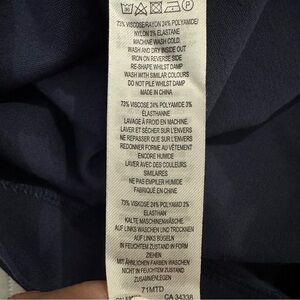 73% VISCOSE/RAYON 24% POLYAMIDE/
NYLON 3% ELASTANE
MACHINE WASH COLD.
WASH AND DRY INSIDE OUT
IRON ON REVERSE SIDE
RE-SHAPE WHILST DAMP
WASH WITH SIMILAR COLOURS
DO NOT PILE WHILST DAMP
MADE IN CHINA
73% VISCOSE 24% POLYAMIDE 3%
ÉLASTHANNE
LAVAGE À FROID EN MACHINE.
LAVER ET SÉCHER SUR L'ENVERS
NE REPASSER QUE SUR L'ENVERS
REDONNER FORME AU VÊTEMENT
ENCORE HUMIDE
LAVER AVEC DES COULEURS
SIMILAIRES
NE PAS EMPILER HUMIDE
FABRIQUÉ EN CHINE
73% VISKOSE 24% POLYAMID 3%
ELASTHAN
KALTE MASCHINENWÄSCHE
AUF LINKS WASCHEN UND TROCKNEN
AUF LINKS BÜGELN
IN FEUCHTEM ZUSTAND IN FORM
ZIEHEN
MIT ÄHNLICHEN FARBEN WASCHEN
NICHT IN FEUCHTEM ZUSTAND
ZUSAMMENLEGEN
71MTD
CA 34338